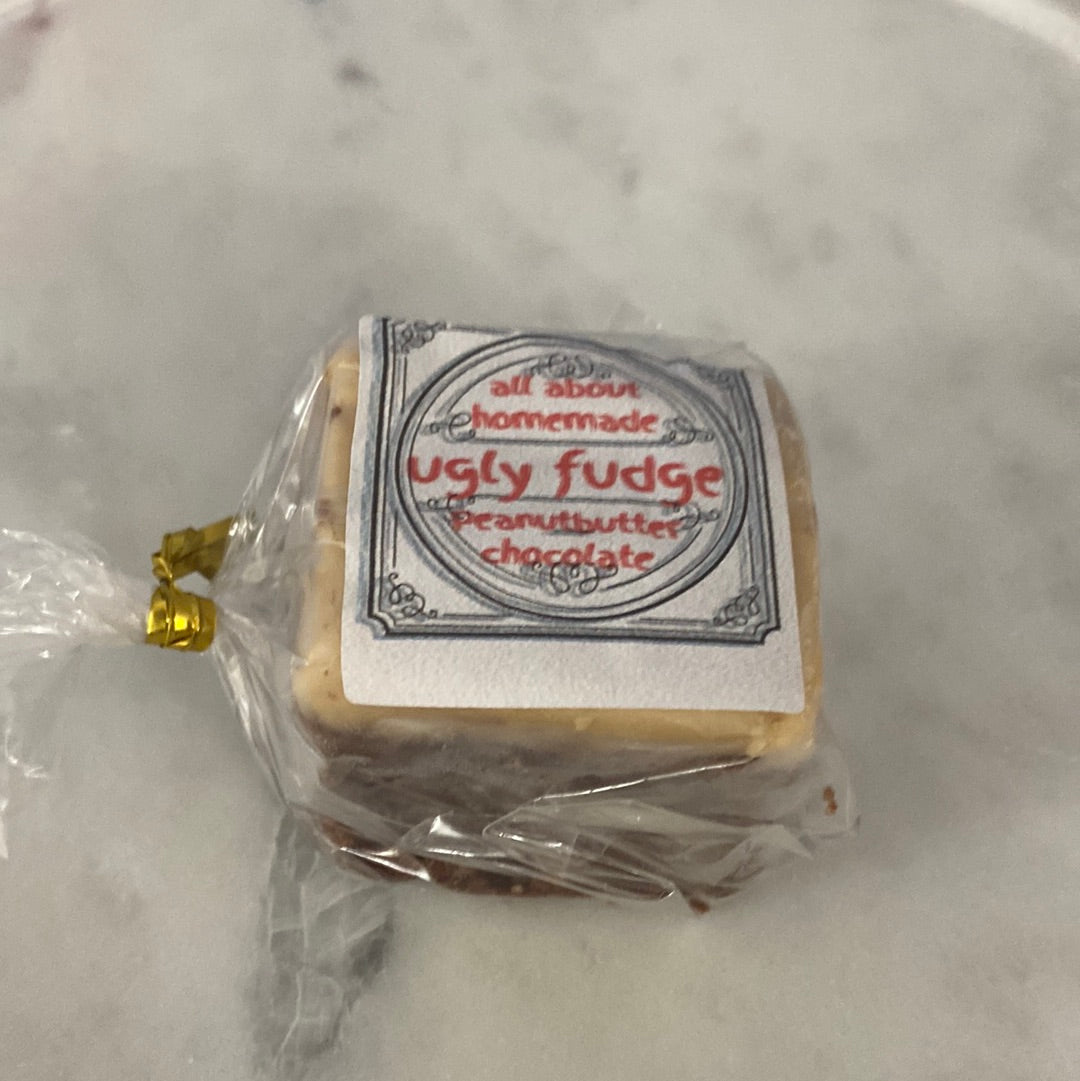 all about
homemade
ugly fudge
peanutbutter
chocolate